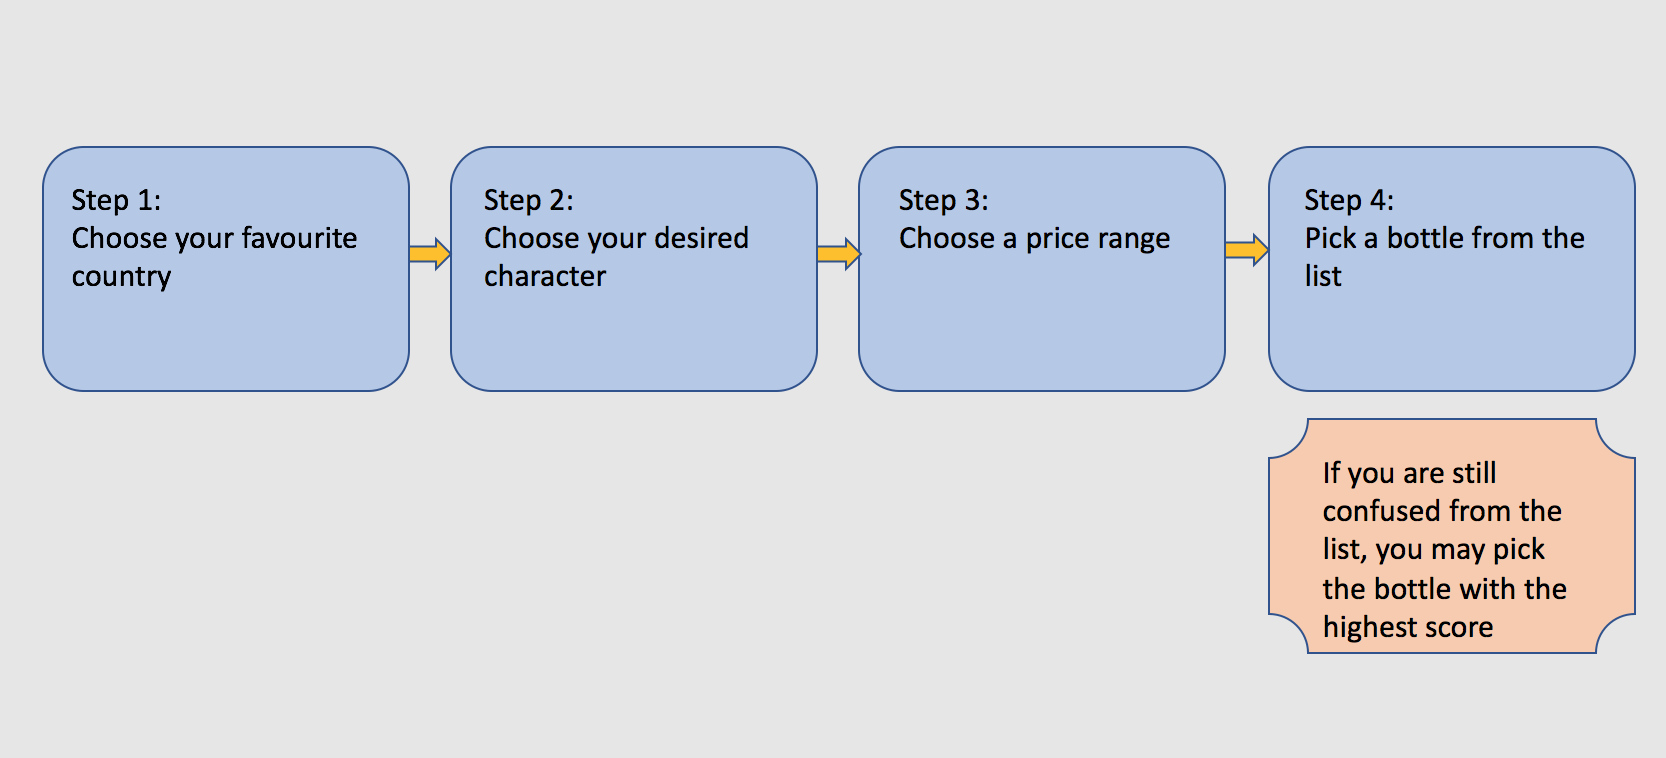 Step 1:
Choose your favourite
country
Step 2:
Choose your desired
character
Step 3:
Choose a price range
Step 4:
Pick a bottle from the
list
If you are still
confused from the
list, you may pick
the bottle with the
highest score